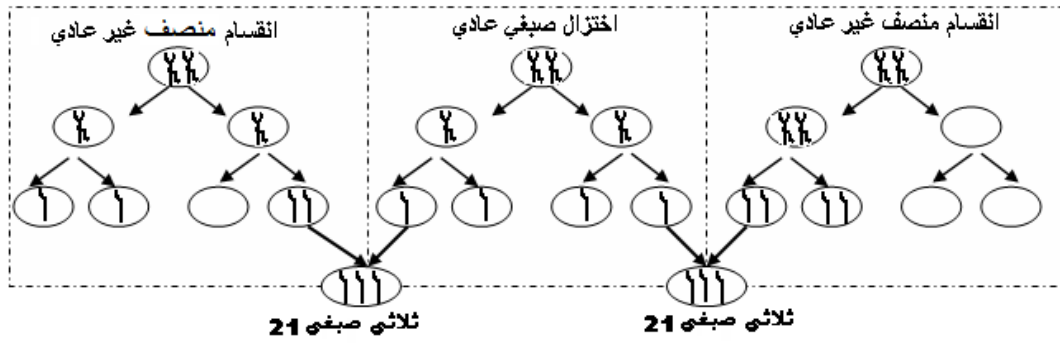 انقسام منصف غير عادي
اختزال صبغي عادي
انقسام منصف غير عادي
ثلاثي صبغي 21
ثلاثي صبغي 21